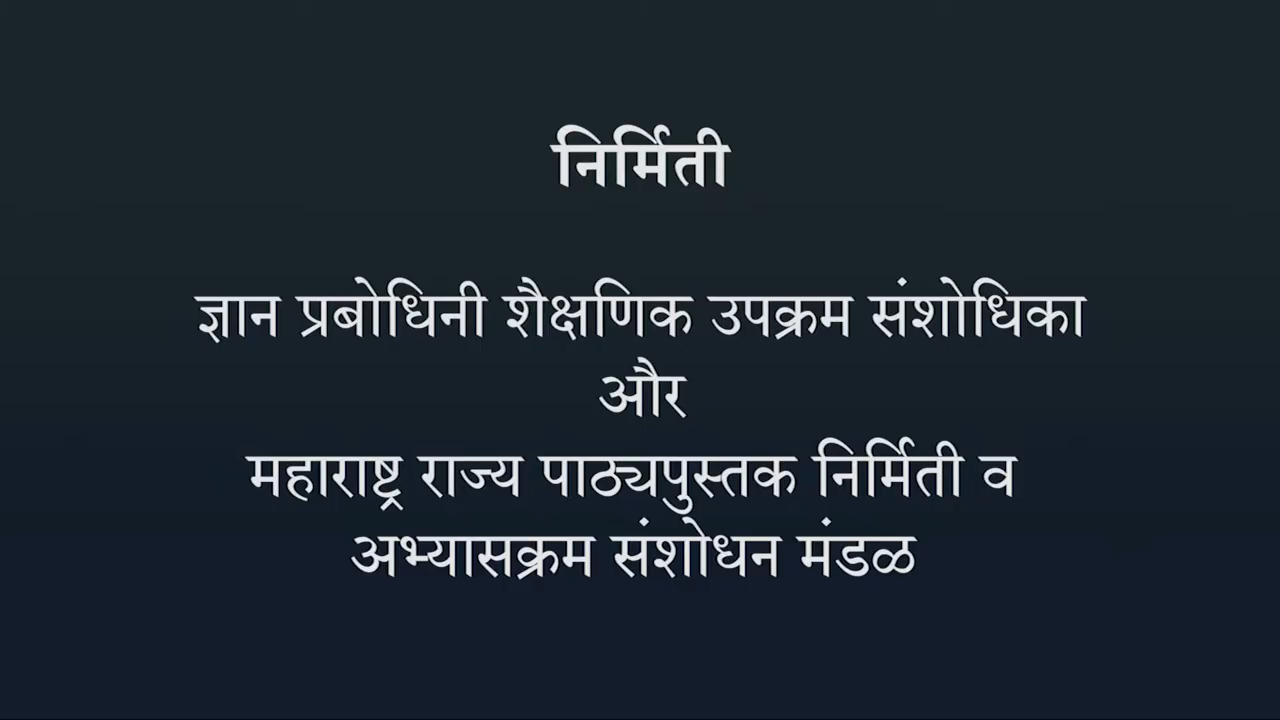 निर्मिती
ज्ञान प्रबोधिनी शैक्षणिक उपक्रम संशोधिका
और
महाराष्ट्र राज्य पाठ्यपुस्तक निर्मिती व
अभ्यासक्रम संशोधन मंडळ